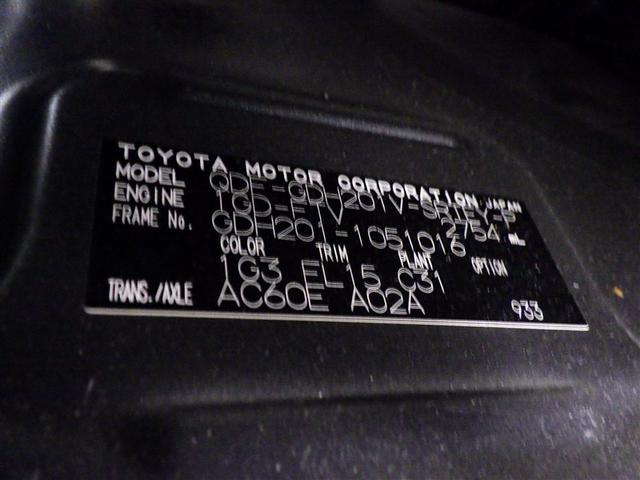 TOYOTA MOTOR CORPORATION JAPAN
MODEL QDF-GDH201V-SRTEY-P
ENGINE 1GD-FTV 2754 mL
FRAME No. GDH201-1051016
COLOR TRIM PLANT OPTION
1G3 EL15 C31
TRANS./AXLE AC60E A02A 933